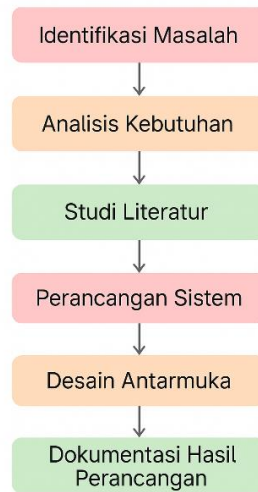 Identifikasi Masalah
Analisis Kebutuhan
Studi Literatur
Perancangan Sistem
Desain Antarmuka
Dokumentasi Hasil
Perancangan